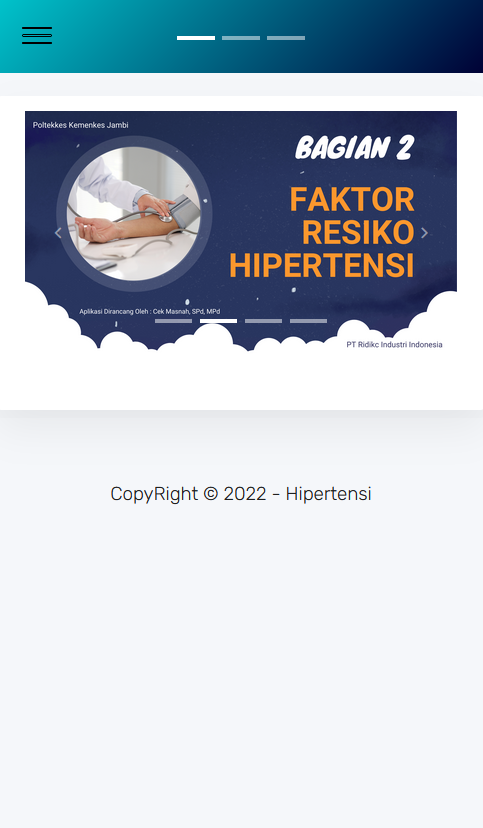 Poltekkes Kemenkes Jambi
BAGIAN 2
FAKTOR
RESIKO
HIPERTENSI
Aplikasi Dirancang Oleh : Cek Masnah, SPd, MPd
PT Ridikc Industri Indonesia
CopyRight © 2022 - Hipertensi